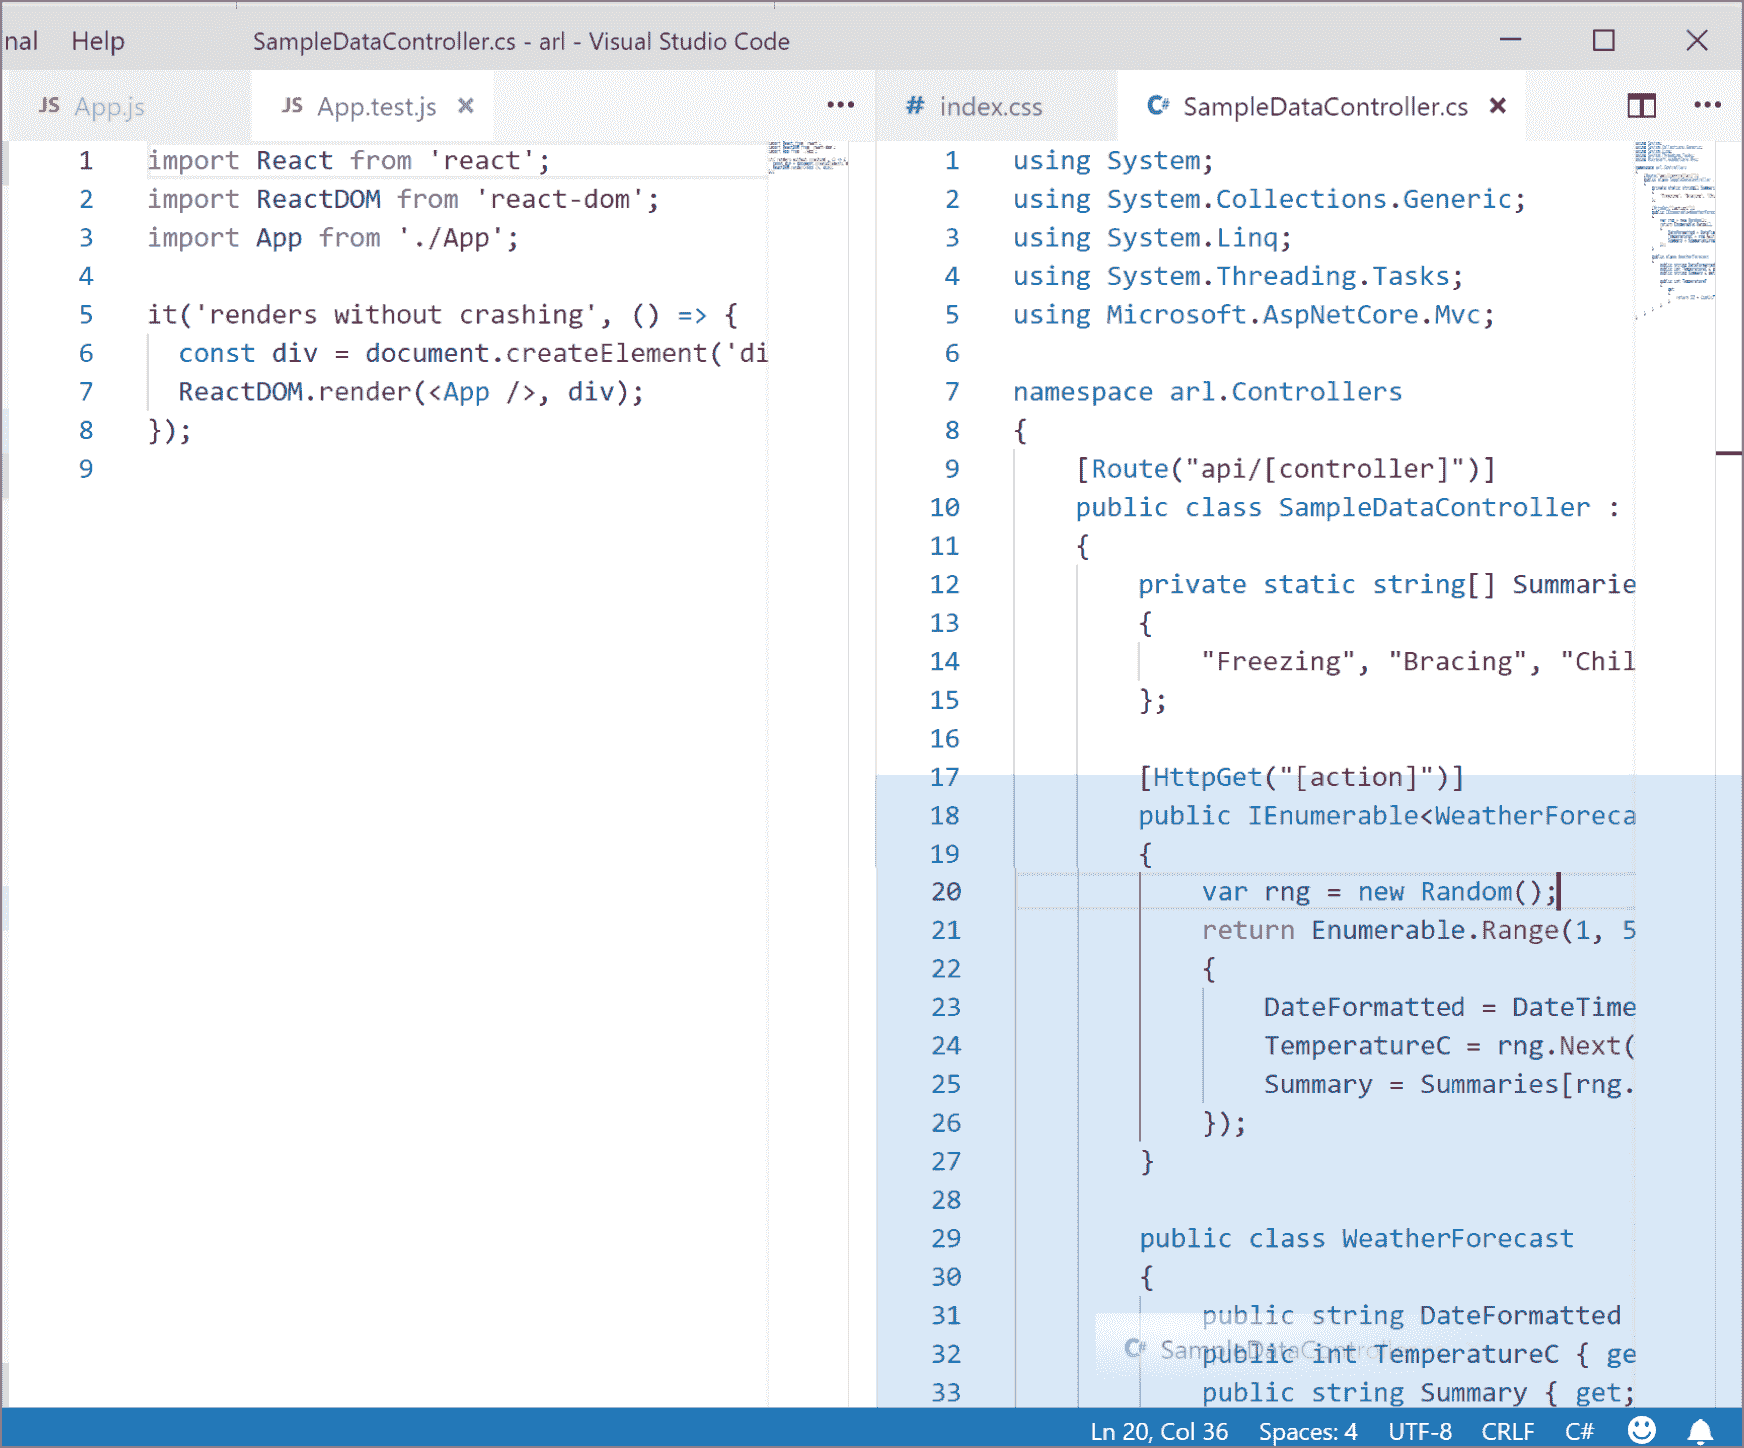 nal Help SampleDataController.cs - arl - Visual Studio Code
JS App.js JS App.test.js
1 import React from 'react';
2 import ReactDOM from 'react-dom';
3 import App from './App';
4
5 it('renders without crashing', () => {
6 const div = document.createElement('di
7 ReactDOM.render(<App />, div);
8 });
9
# index.css C# SampleDataController.cs
1 using System;
2 using System.Collections.Generic;
3 using System.Linq;
4 using System.Threading.Tasks;
5 using Microsoft.AspNetCore.Mvc;
6
7 namespace arl.Controllers
8 {
9 [Route("api/[controller]")]
10 public class SampleDataController :
11 {
12 private static string[] Summarie
13 {
14 "Freezing", "Bracing", "Chil
15 };
16
17 [HttpGet("[action]")]
18 public IEnumerable<WeatherForeca
19 {
20 var rng = new Random();
21 return Enumerable.Range(1, 5
22 {
23 DateFormatted = DateTime
24 TemperatureC = rng.Next(
25 Summary = Summaries[rng.
26 });
27 }
28
29 public class WeatherForecast
30 {
31 public string DateFormatted
32 public int TemperatureC { ge
33 public string Summary { get;
C# SampleDataController
Ln 20, Col 36 Spaces: 4 UTF-8 CRLF C#